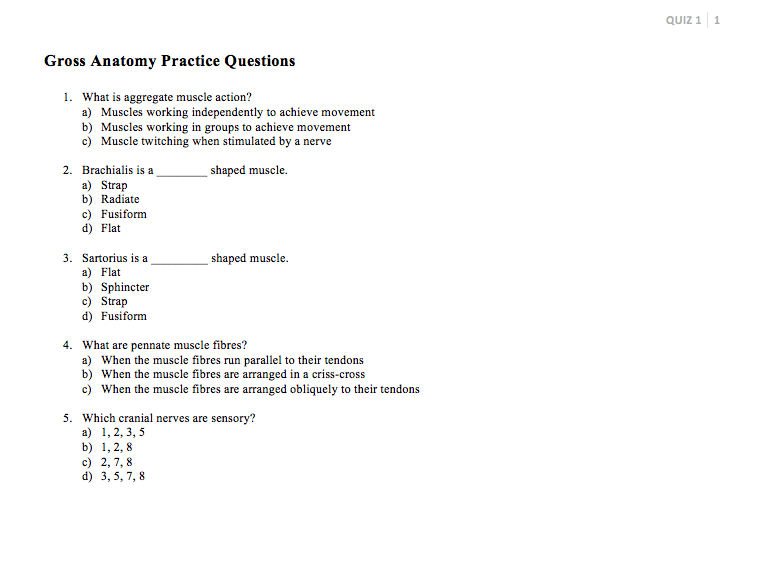 QUIZ 1 | 1
Gross Anatomy Practice Questions
1. What is aggregate muscle action?
a) Muscles working independently to achieve movement
b) Muscles working in groups to achieve movement
c) Muscle twitching when stimulated by a nerve
2. Brachialis is a ________ shaped muscle.
a) Strap
b) Radiate
c) Fusiform
d) Flat
3. Sartorius is a _________ shaped muscle.
a) Flat
b) Sphincter
c) Strap
d) Fusiform
4. What are pennate muscle fibres?
a) When the muscle fibres run parallel to their tendons
b) When the muscle fibres are arranged in a criss-cross
c) When the muscle fibres are arranged obliquely to their tendons
5. Which cranial nerves are sensory?
a) 1, 2, 3, 5
b) 1, 2, 8
c) 2, 7, 8
d) 3, 5, 7, 8